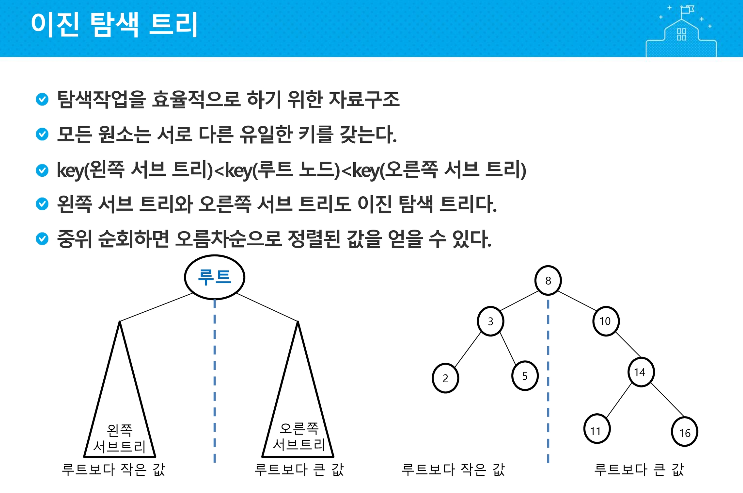 이진 탐색 트리
탐색작업을 효율적으로 하기 위한 자료구조
모든 원소는 서로 다른 유일한 키를 갖는다.
key(왼쪽 서브 트리)<key(루트 노드)<key(오른쪽 서브 트리)
왼쪽 서브 트리와 오른쪽 서브 트리도 이진 탐색 트리다.
중위 순회하면 오름차순으로 정렬된 값을 얻을 수 있다.
루트
왼쪽
서브트리
오른쪽
서브트리
루트보다 작은 값
루트보다 큰 값
8
3
10
2
5
14
11
16
루트보다 작은 값
루트보다 큰 값